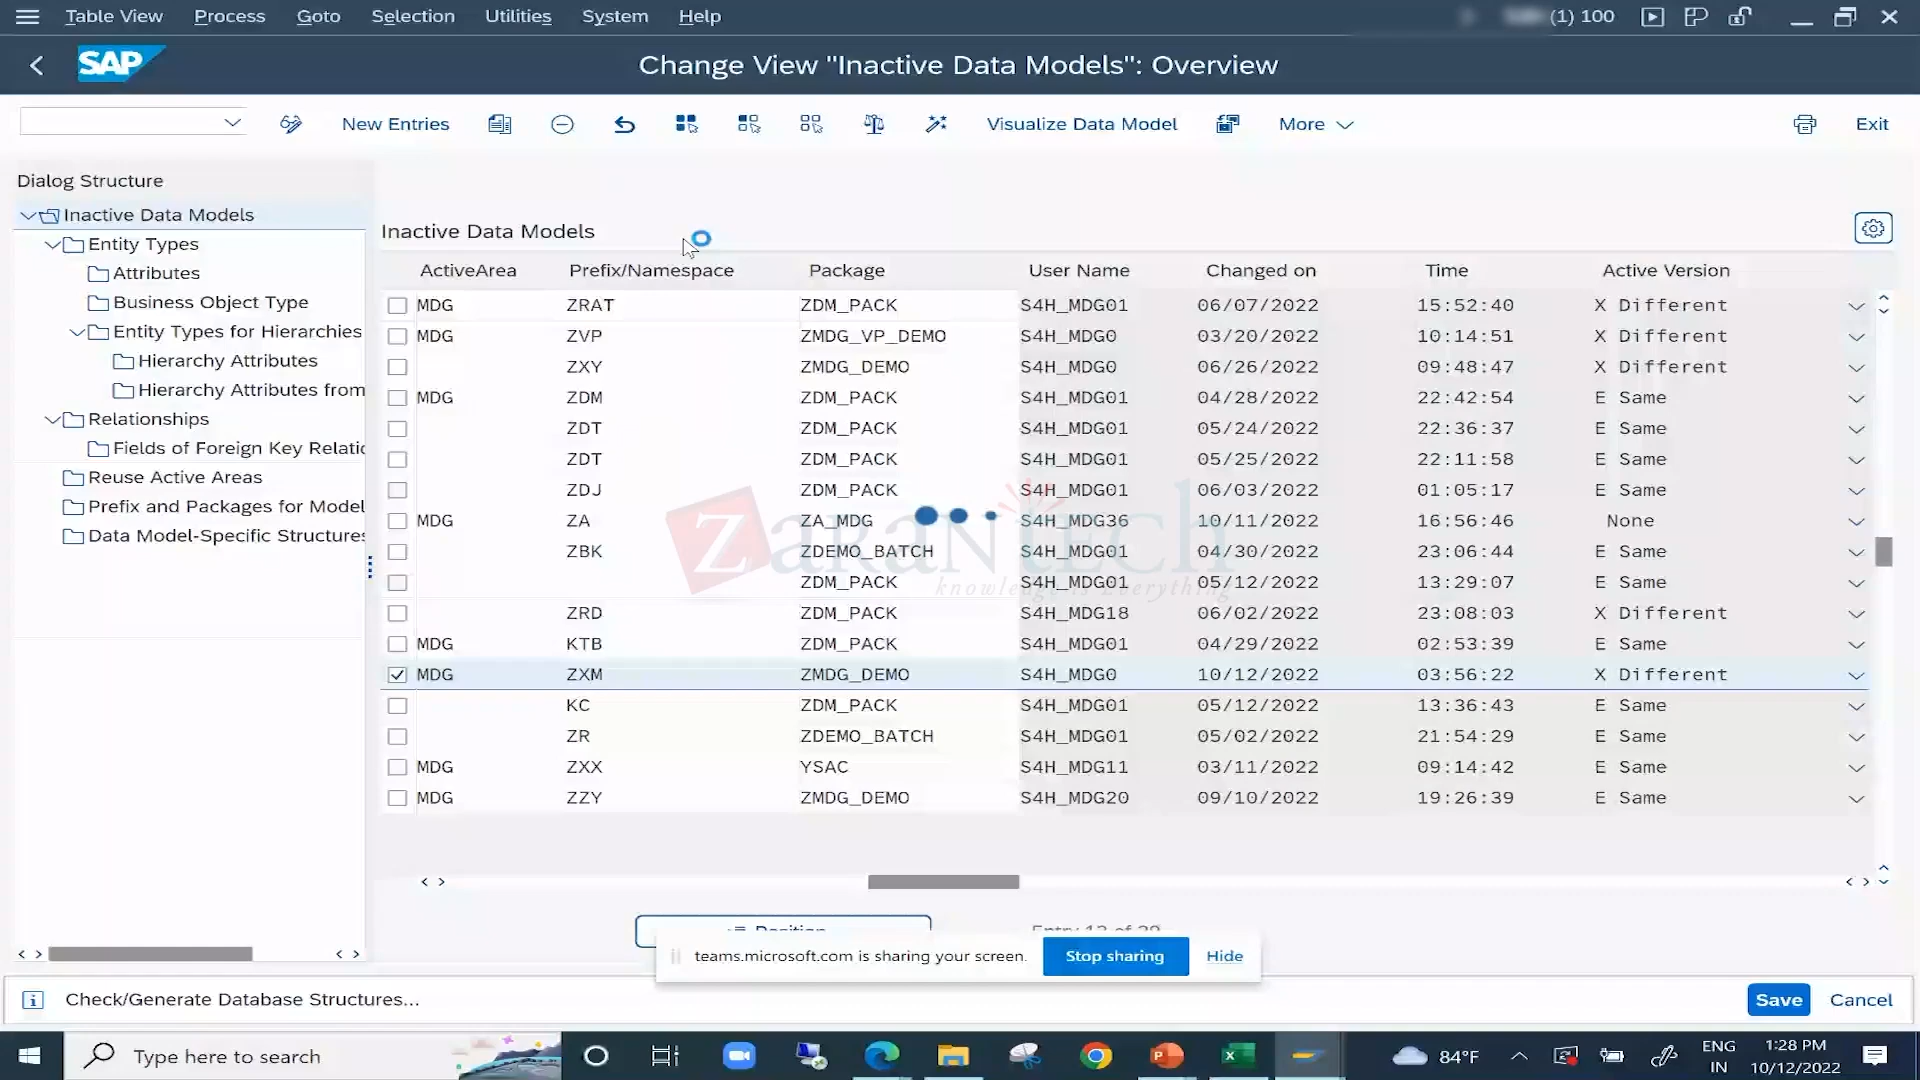 Table View Process Goto Selection Utilities System Help (1) 100
SAP Change View "Inactive Data Models": Overview
New Entries Visualize Data Model More Exit
Dialog Structure
Inactive Data Models
Entity Types
Attributes
Business Object Type
Entity Types for Hierarchies
Hierarchy Attributes
Hierarchy Attributes from
Relationships
Fields of Foreign Key Relatic
Reuse Active Areas
Prefix and Packages for Model
Data Model-Specific Structures
Inactive Data Models
ActiveArea Prefix/Namespace Package User Name Changed on Time Active Version
MDG ZRAT ZDM_PACK S4H_MDG01 06/07/2022 15:52:40 X Different
MDG ZVP ZMDG_VP_DEMO S4H_MDG0 03/20/2022 10:14:51 X Different
ZXY ZMDG_DEMO S4H_MDG0 06/26/2022 09:48:47 X Different
MDG ZDM ZDM_PACK S4H_MDG01 04/28/2022 22:42:54 E Same
ZDT ZDM_PACK S4H_MDG01 05/24/2022 22:36:37 E Same
ZDT ZDM_PACK S4H_MDG01 05/25/2022 22:11:58 E Same
ZDJ ZDM_PACK S4H_MDG01 06/03/2022 01:05:17 E Same
MDG ZA ZA_MDG S4H_MDG36 10/11/2022 16:56:46 None
ZBK ZDEMO_BATCH S4H_MDG01 04/30/2022 23:06:44 E Same
ZDM_PACK S4H_MDG01 05/12/2022 13:29:07 E Same
ZRD ZDM_PACK S4H_MDG18 06/02/2022 23:08:03 X Different
MDG KTB ZDM_PACK S4H_MDG01 04/29/2022 02:53:39 E Same
MDG ZXM ZMDG_DEMO S4H_MDG0 10/12/2022 03:56:22 X Different
KC ZDM_PACK S4H_MDG01 05/12/2022 13:36:43 E Same
ZR ZDEMO_BATCH S4H_MDG01 05/02/2022 21:54:29 E Same
MDG ZXX YSAC S4H_MDG11 03/11/2022 09:14:42 E Same
MDG ZZY ZMDG_DEMO S4H_MDG20 09/10/2022 19:26:39 E Same
ZaranTech
knowledge is Everything
teams.microsoft.com is sharing your screen. Stop sharing Hide
Check/Generate Database Structures... Save Cancel
Type here to search 84°F ENG IN 1:28 PM 10/12/2022